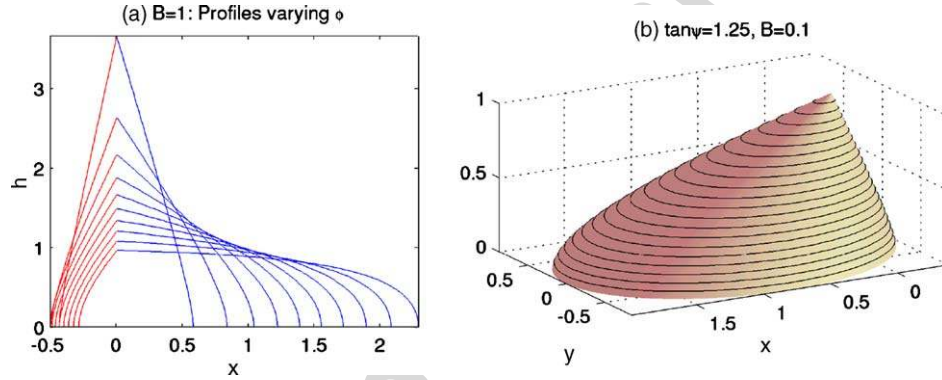 (a) B=1: Profiles varying ϕ
h
3
2
1
0
-0.5 0 0.5 1 1.5 2
x
(b) tanψ=1.25, B=0.1
1
0.5
0
0.5
0
-0.5
y
1.5 1 0.5 0
x